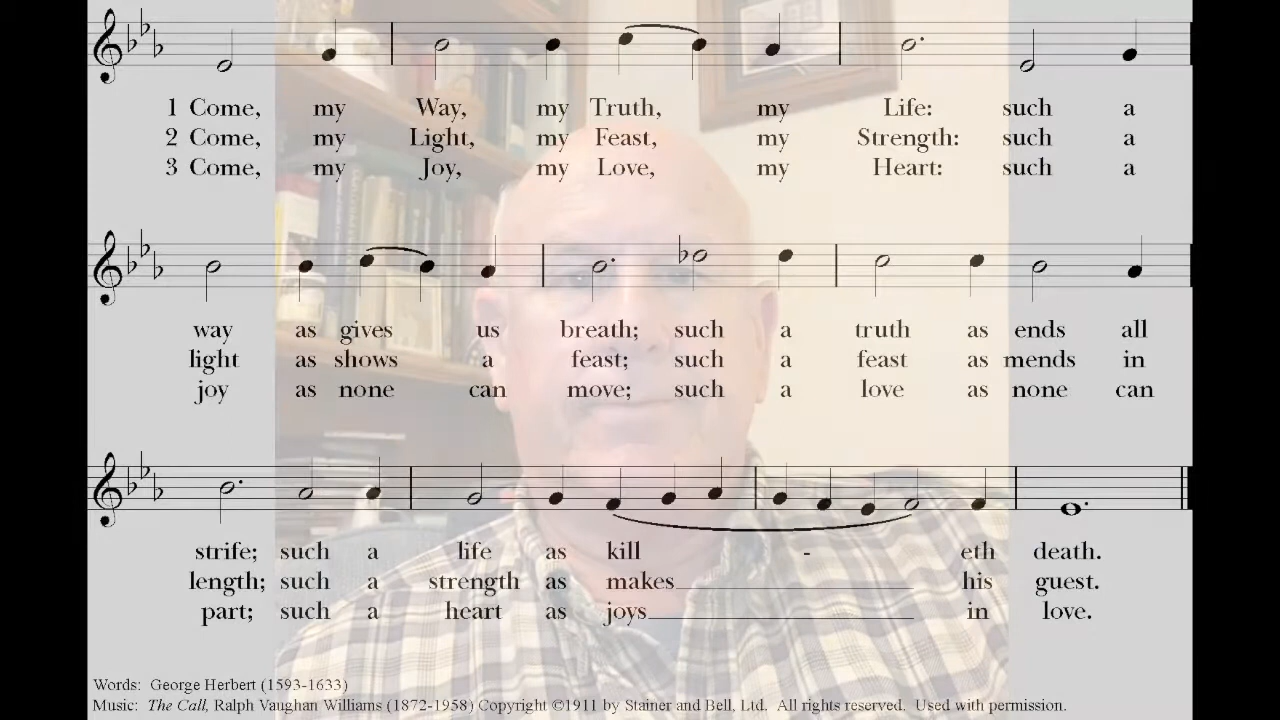 1 Come, my Way, my Truth, my Life: such a
2 Come, my Light, my Feast, my Strength: such a
3 Come, my Joy, my Love, my Heart: such a
way as gives us breath; such a truth as ends all
light as shows a feast; such a feast as mends in
joy as none can move; such a love as none can
strife; such a life as kill - eth death.
length; such a strength as makes his guest.
part; such a heart as joys in love.
Words: George Herbert (1593-1633)
Music: The Call, Ralph Vaughan Williams (1872-1958) Copyright ©1911 by Stainer and Bell, Ltd. All rights reserved. Used with permission.